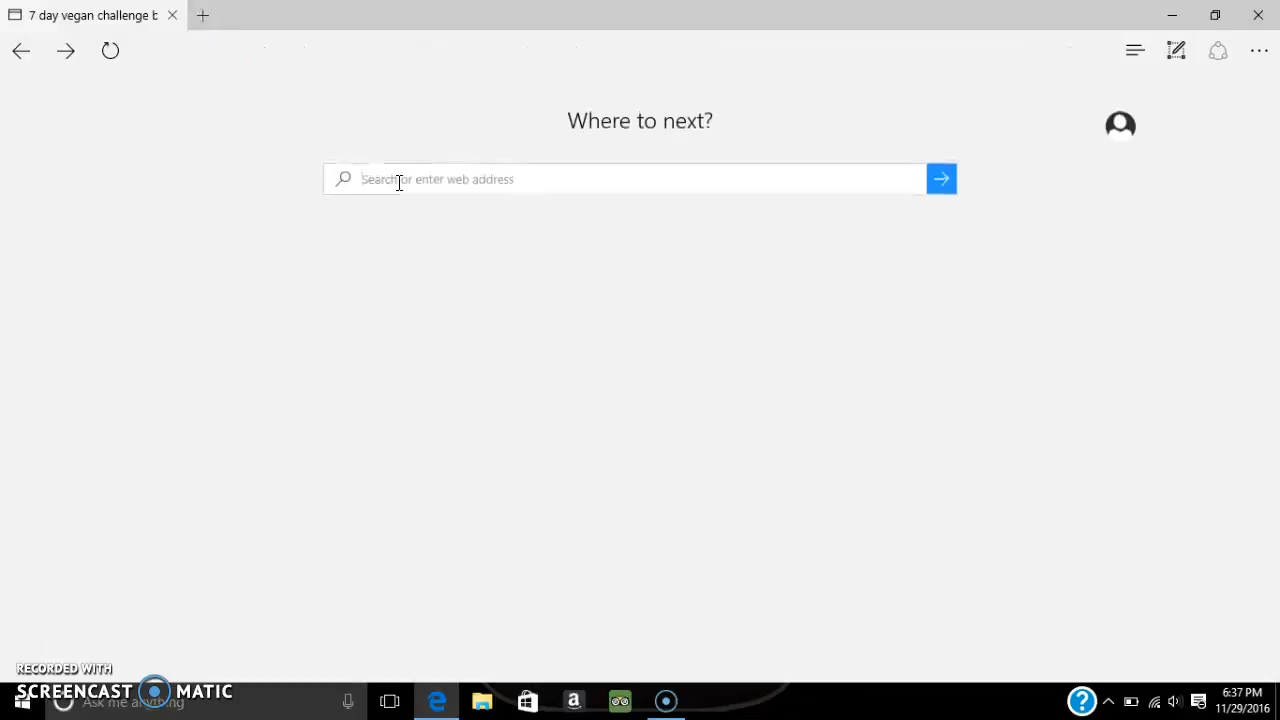 7 day vegan challenge b
Where to next?
Search or enter web address
RECORDED WITH
SCREENCAST MATIC
Ask me anything
a
?
6:37 PM
11/29/2016